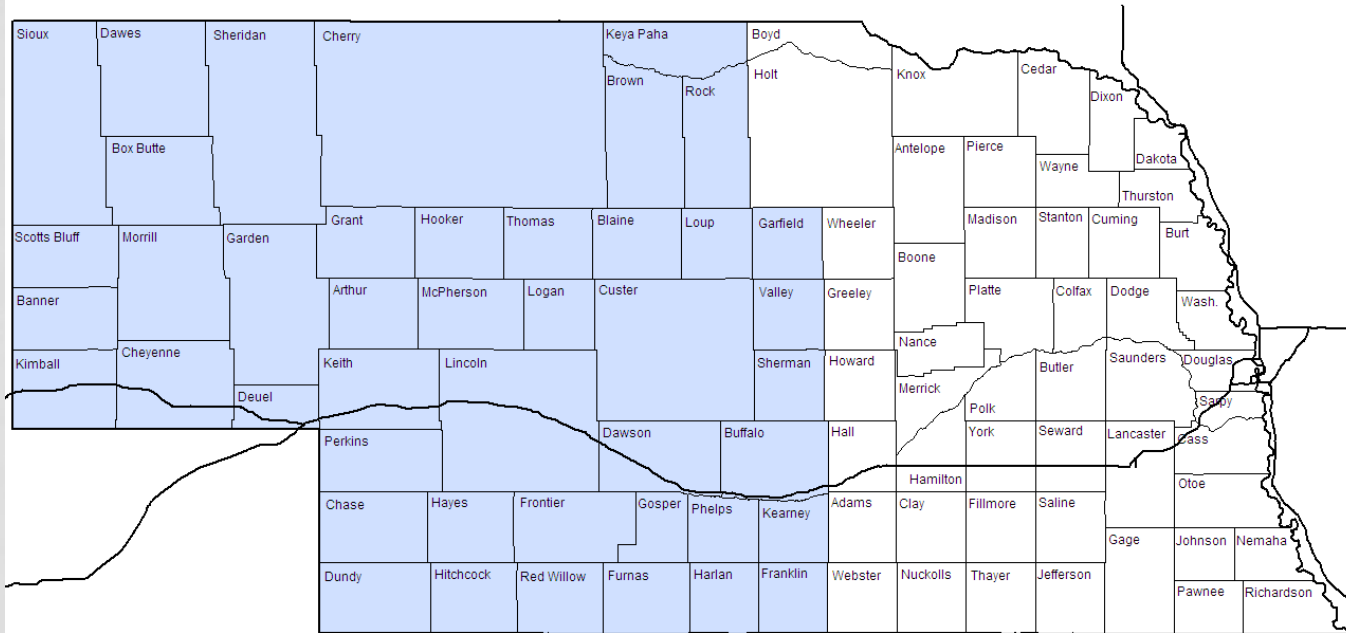 Sioux
Dawes
Sheridan
Cherry
Keya Paha
Boyd
Holt
Knox
Cedar
Dixon
Brown
Rock
Box Butte
Antelope
Pierce
Wayne
Dakota
Thurston
Scotts Bluff
Morrill
Garden
Grant
Hooker
Thomas
Blaine
Loup
Garfield
Wheeler
Madison
Stanton
Cuming
Burt
Boone
Banner
Arthur
McPherson
Logan
Custer
Valley
Greeley
Platte
Colfax
Dodge
Wash.
Nance
Kimball
Cheyenne
Keith
Lincoln
Sherman
Howard
Merrick
Butler
Saunders
Douglas
Deuel
Polk
Sarpy
Perkins
Dawson
Buffalo
Hall
York
Seward
Lancaster
Cass
Hamilton
Otoe
Chase
Hayes
Frontier
Gosper
Phelps
Kearney
Adams
Clay
Fillmore
Saline
Gage
Johnson
Nemaha
Dundy
Hitchcock
Red Willow
Furnas
Harlan
Franklin
Webster
Nuckolls
Thayer
Jefferson
Pawnee
Richardson